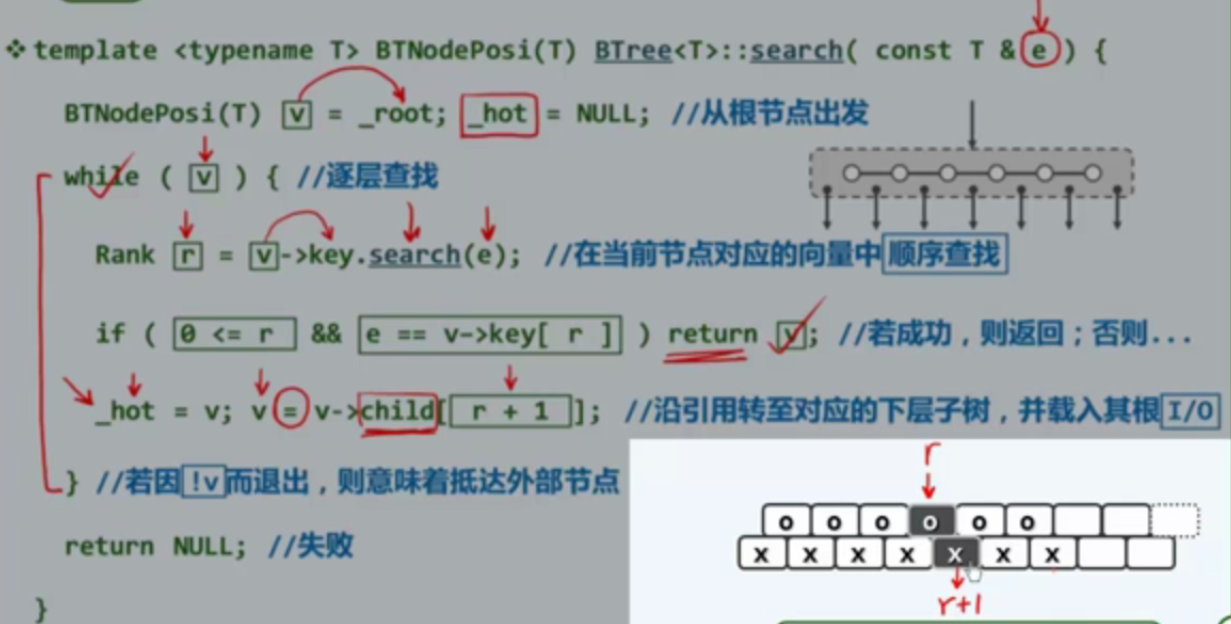 ❖ template <typename T> BTNodePosi(T) BTree<T>::search( const T & e ) {
BTNodePosi(T) v = _root; _hot = NULL; //从根节点出发
while ( v ) { //逐层查找
Rank r = v->key.search(e); //在当前节点对应的向量中顺序查找
if ( 0 <= r && e == v->key[ r ] ) return v; //若成功，则返回；否则...
_hot = v; v = v->child[ r + 1 ]; //沿引用转至对应的下层子树，并载入其根I/O
} //若因!v而退出，则意味着抵达外部节点
return NULL; //失败
}
r
o o o o o o
x x x x x x x
r+1